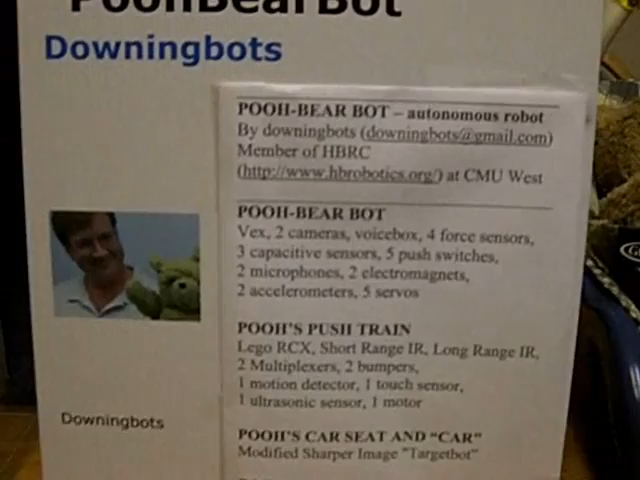 PoohBearBot
Downingbots
POOH-BEAR BOT – autonomous robot
By downingbots (downingbots@gmail.com)
Member of HBRC
(http://www.hbrobotics.org/) at CMU West
POOH-BEAR BOT
Vex, 2 cameras, voicebox, 4 force sensors,
3 capacitive sensors, 5 push switches,
2 microphones, 2 electromagnets,
2 accelerometers, 5 servos
POOH'S PUSH TRAIN
Lego RCX, Short Range IR, Long Range IR,
2 Multiplexers, 2 bumpers,
1 motion detector, 1 touch sensor,
1 ultrasonic sensor, 1 motor
Downingbots
POOH'S CAR SEAT AND "CAR"
Modified Sharper Image "Targetbot"